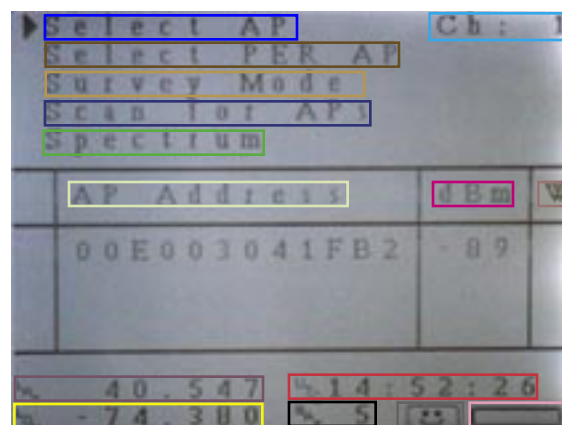 Select AP Ch: 1
Select PER AP
Survey Mode
Scan for APs
Spectrum
AP Address dBm W
00E003041FB2 -89
40.547 14:52:26
-74.380 5